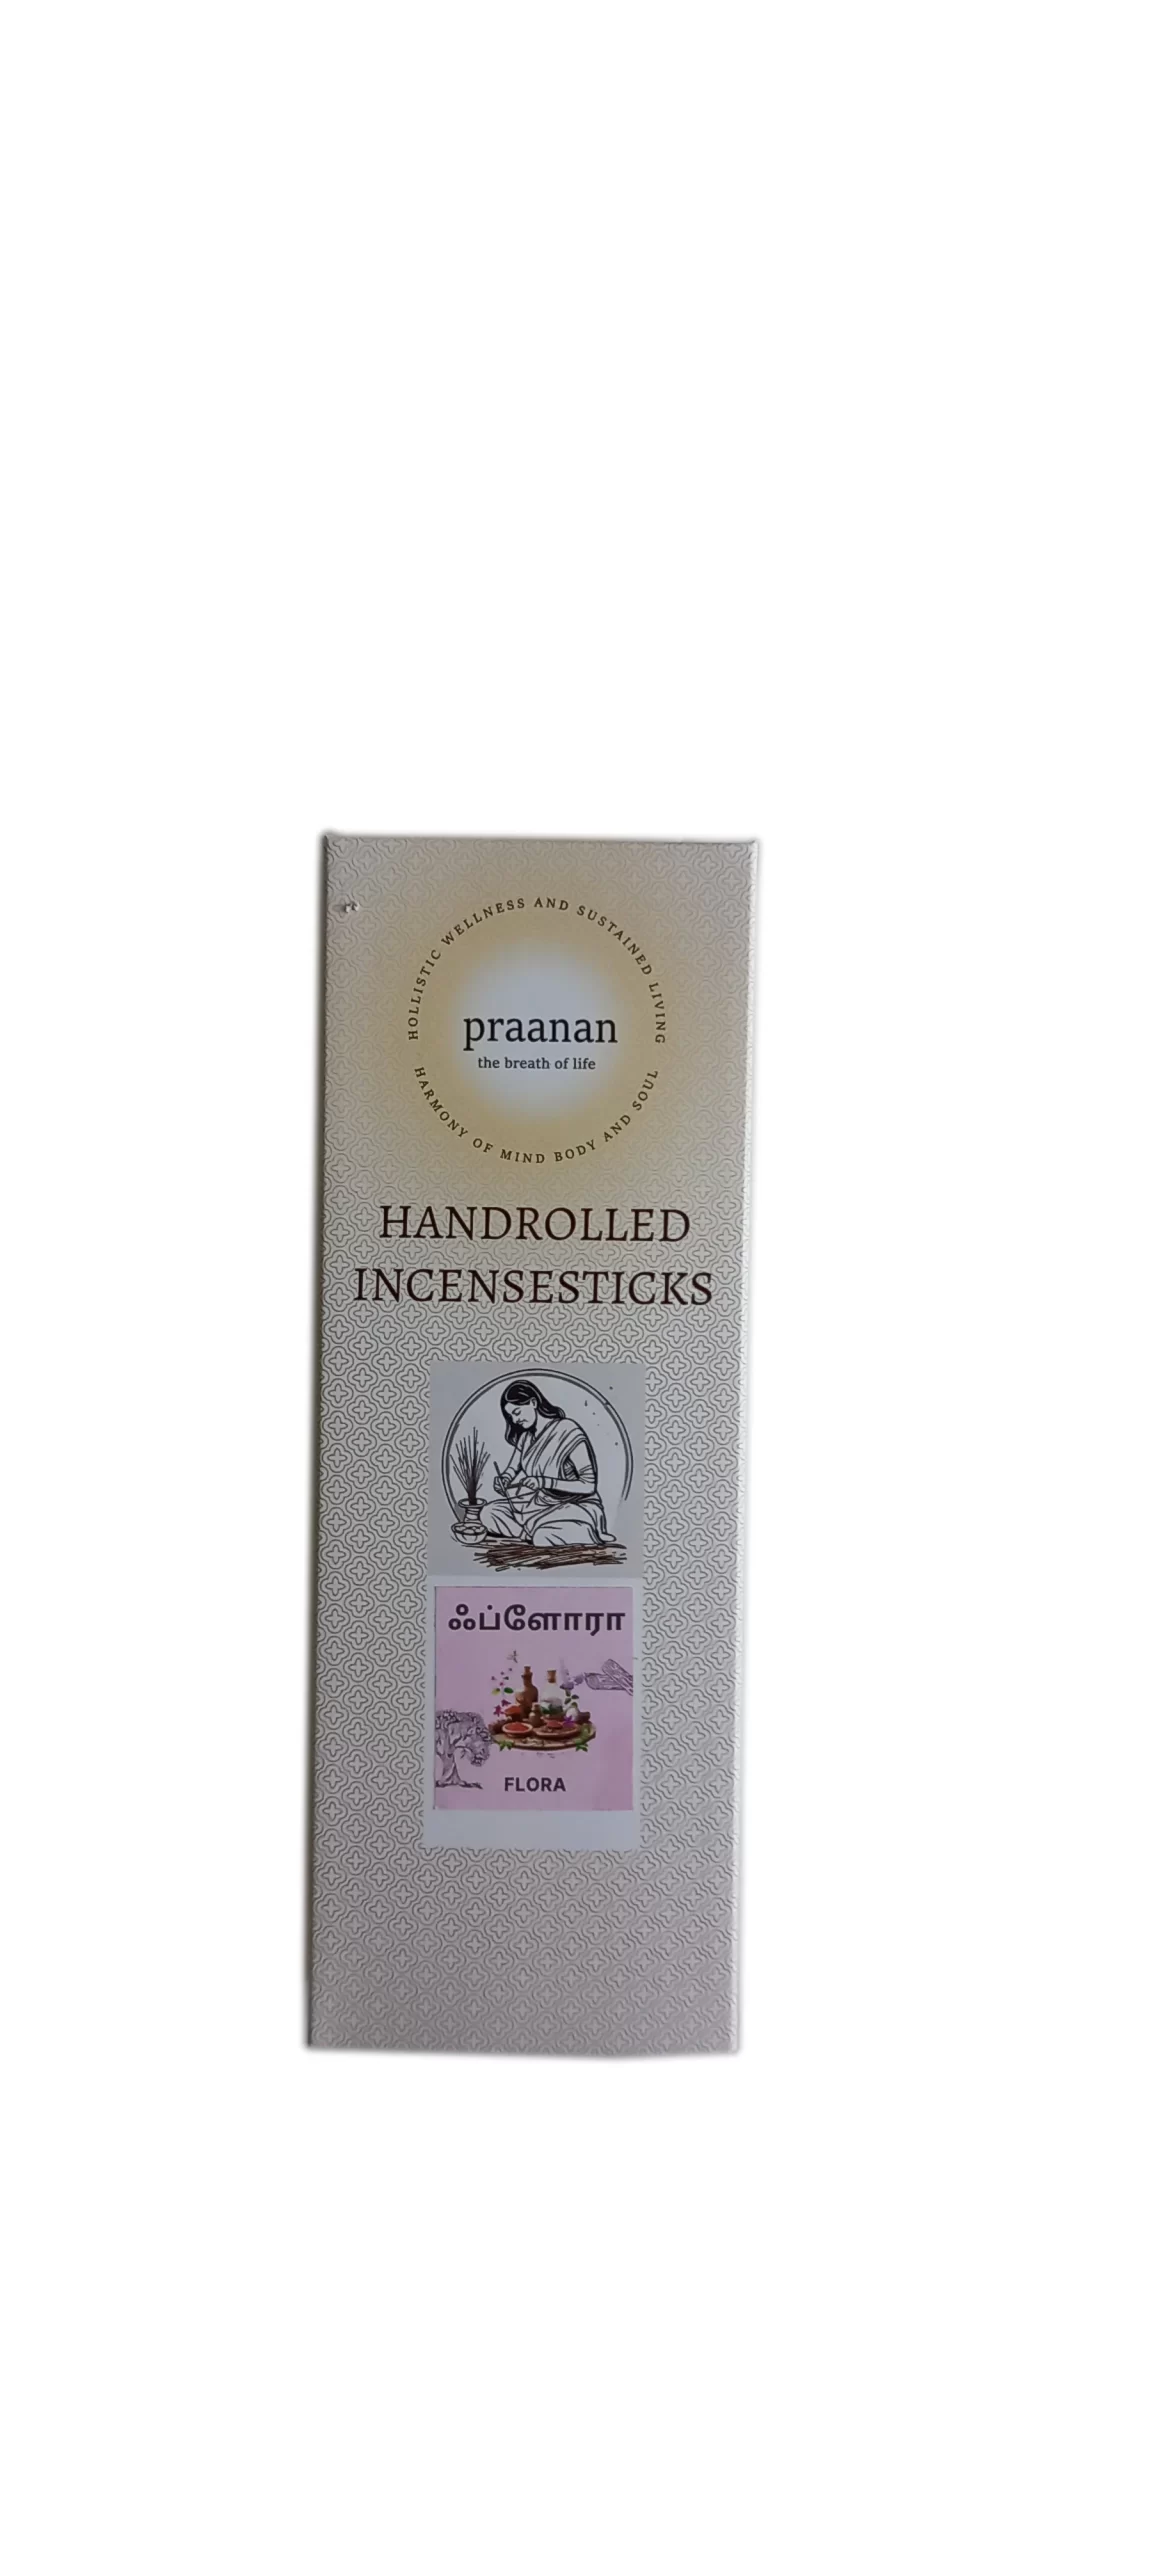 HOLLISTIC WELLNESS AND SUSTAINED LIVING
praanan
the breath of life
HARMONY OF MIND BODY AND SOUL
HANDROLLED
INCENSESTICKS
ஃப்ளோரா
FLORA